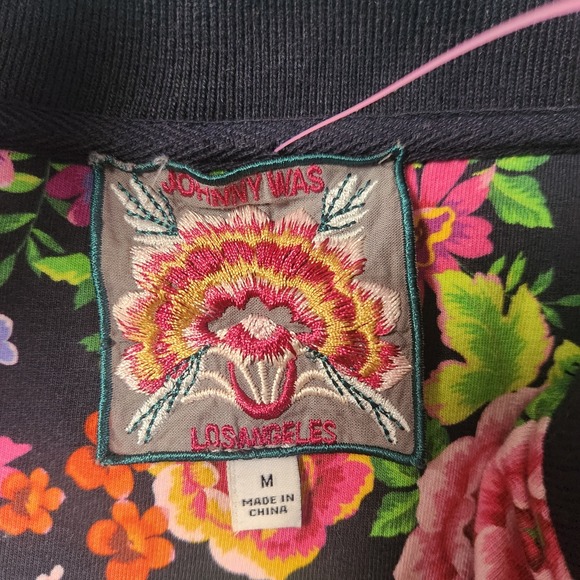 JOHNNY WAS
LOS ANGELES
M
MADE IN
CHINA